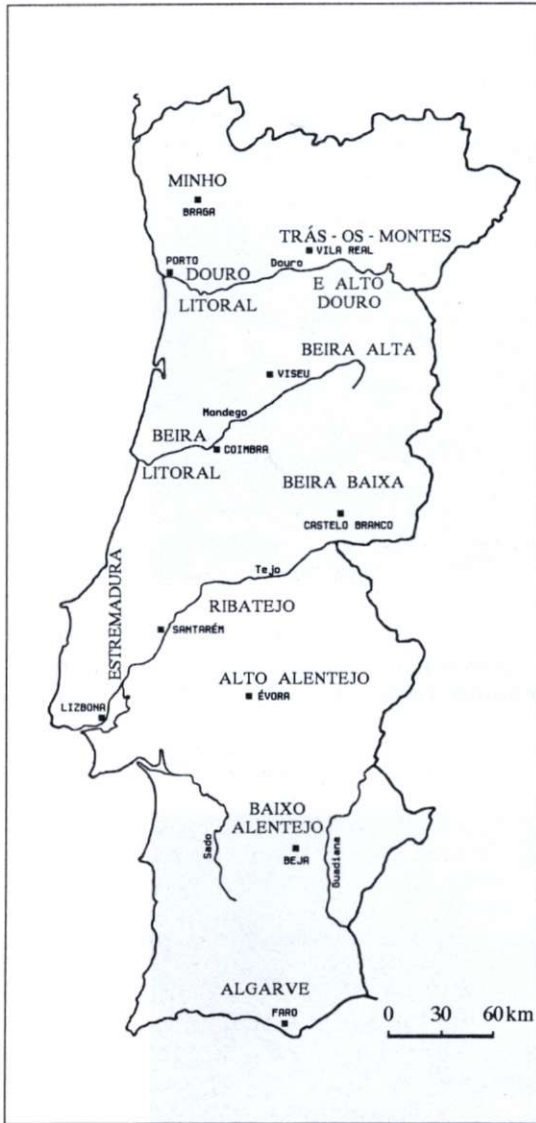 MINHO
BRAGA
TRÁS - OS - MONTES
VILA REAL
PORTO
Douro
DOURO
LITORAL
E ALTO
DOURO
BEIRA ALTA
VISEU
Mondego
BEIRA
COIMBRA
LITORAL
BEIRA BAIXA
CASTELO BRANCO
Tejo
ESTREMADURA
RIBATEJO
SANTARÉM
ALTO ALENTEJO
ÉVORA
LIZBONA
BAIXO
ALENTEJO
Sado
BEJA
Guadiana
ALGARVE
FARO
0 30 60 km